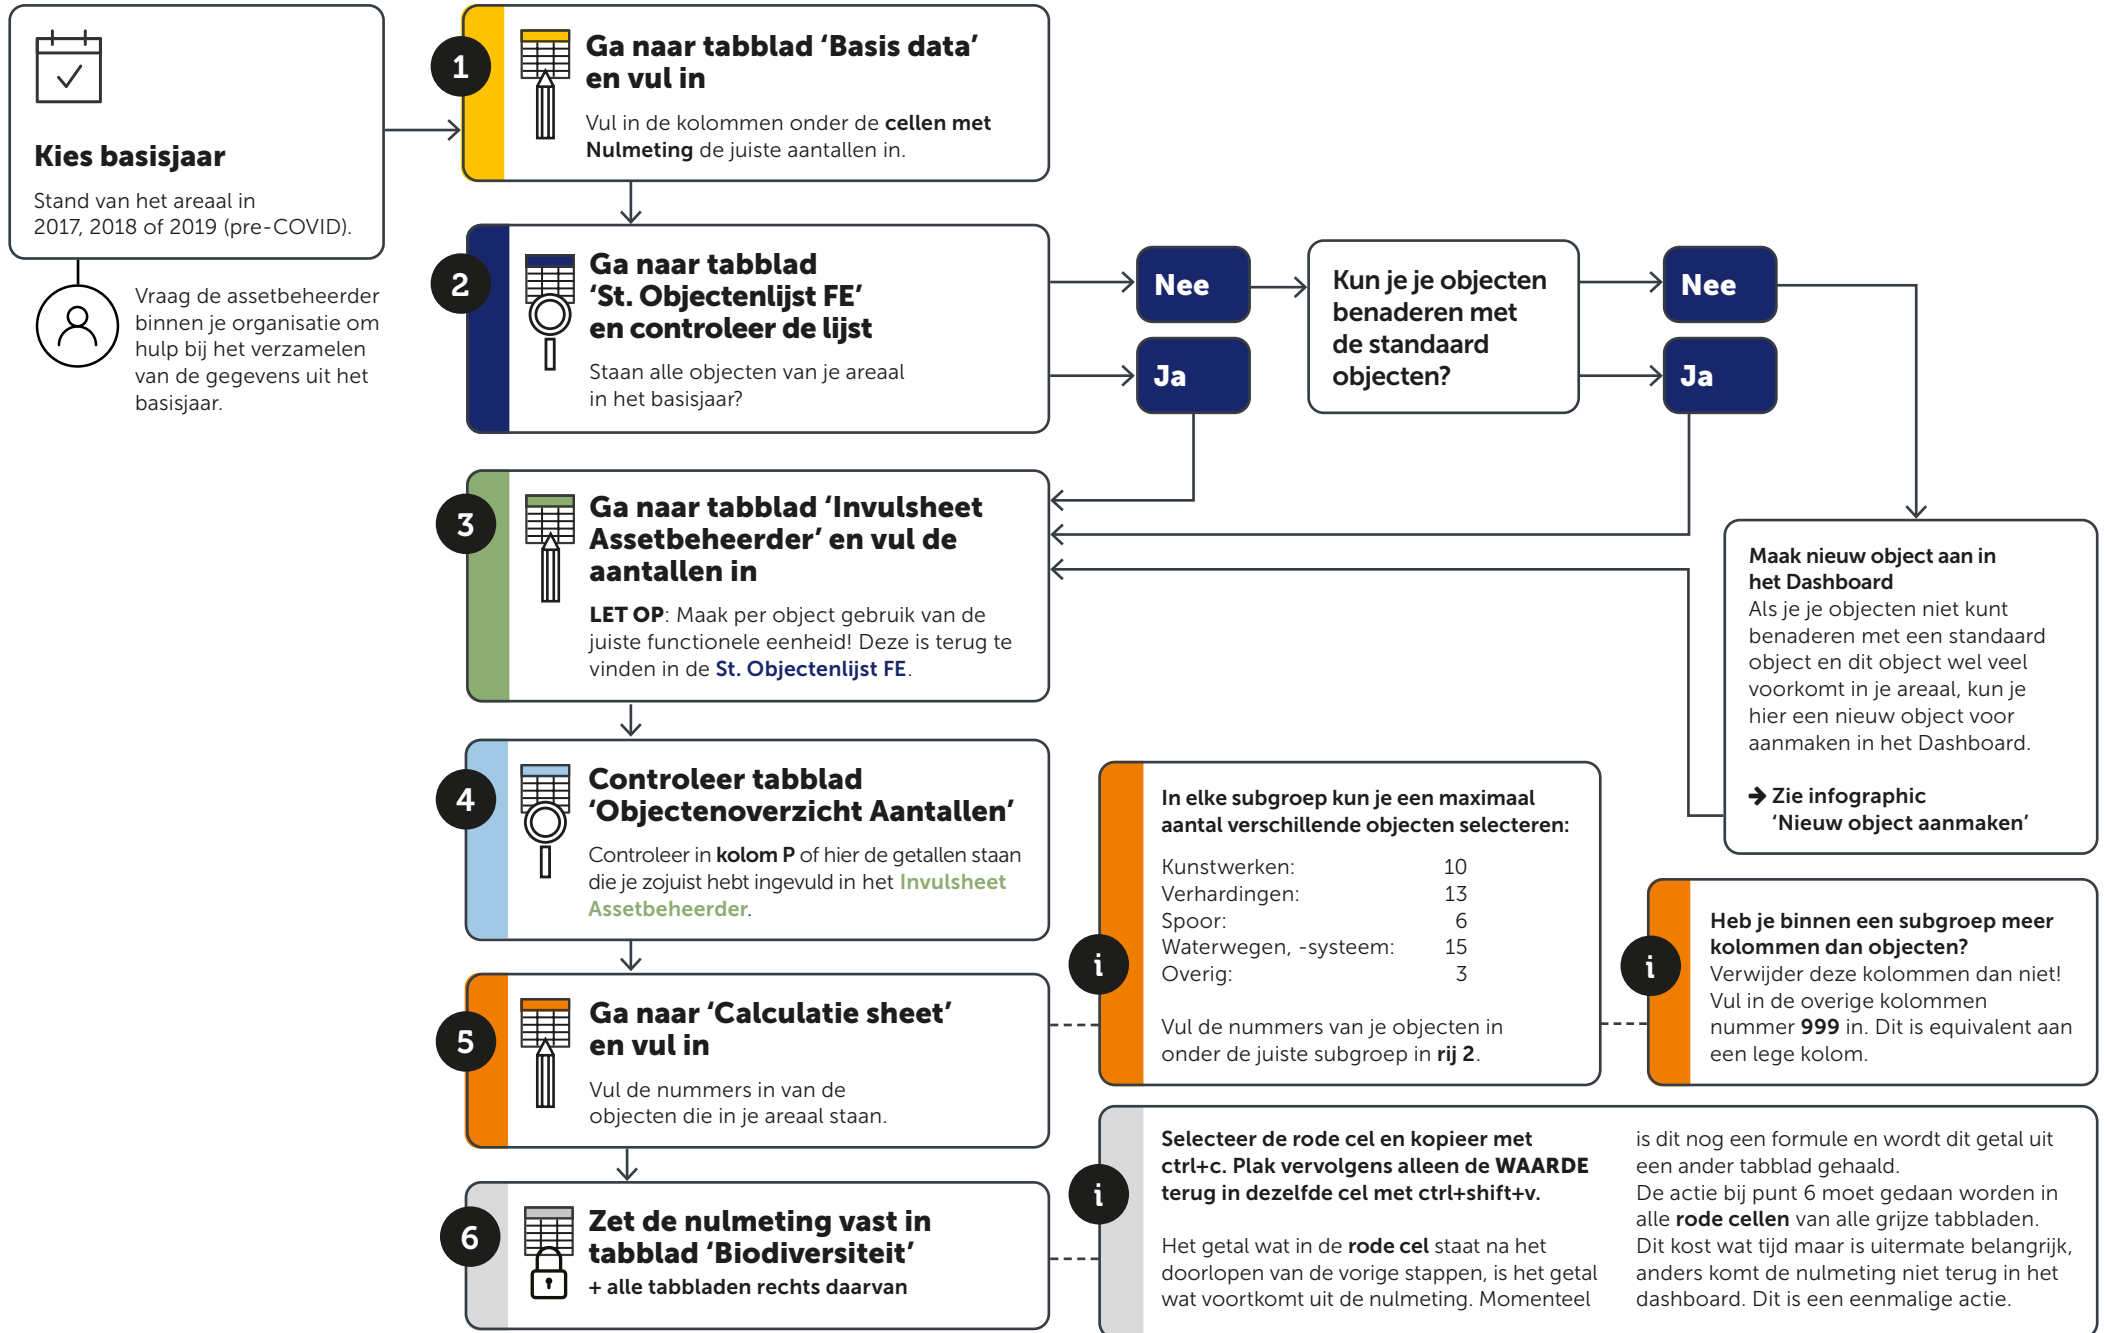 Kies basisjaar
Stand van het areaal in
2017, 2018 of 2019 (pre-COVID).
Vraag de assetbeheerder
binnen je organisatie om
hulp bij het verzamelen
van de gegevens uit het
basisjaar.
1
Ga naar tabblad ‘Basis data’
en vul in
Vul in de kolommen onder de cellen met
Nulmeting de juiste aantallen in.
2
Ga naar tabblad
‘St. Objectenlijst FE’
en controleer de lijst
Staan alle objecten van je areaal
in het basisjaar?
Nee
Ja
Kun je je objecten
benaderen met
de standaard
objecten?
Nee
Ja
Maak nieuw object aan in
het Dashboard
Als je je objecten niet kunt
benaderen met een standaard
object en dit object wel veel
voorkomt in je areaal, kun je
hier een nieuw object voor
aanmaken in het Dashboard.
→ Zie infographic
‘Nieuw object aanmaken’
3
Ga naar tabblad ‘Invulsheet
Assetbeheerder’ en vul de
aantallen in
LET OP: Maak per object gebruik van de
juiste functionele eenheid! Deze is terug te
vinden in de St. Objectenlijst FE.
4
Controleer tabblad
‘Objectenoverzicht Aantallen’
Controleer in kolom P of hier de getallen staan
die je zojuist hebt ingevuld in het Invulsheet
Assetbeheerder.
5
Ga naar ‘Calculatie sheet’
en vul in
Vul de nummers in van de
objecten die in je areaal staan.
i
In elke subgroep kun je een maximaal
aantal verschillende objecten selecteren:
Kunstwerken: 10
Verhardingen: 13
Spoor: 6
Waterwegen, -systeem: 15
Overig: 3
Vul de nummers van je objecten in
onder de juiste subgroep in rij 2.
i
Heb je binnen een subgroep meer
kolommen dan objecten?
Verwijder deze kolommen dan niet!
Vul in de overige kolommen
nummer 999 in. Dit is equivalent aan
een lege kolom.
6
Zet de nulmeting vast in
tabblad ‘Biodiversiteit’
+ alle tabbladen rechts daarvan
i
Selecteer de rode cel en kopieer met
ctrl+c. Plak vervolgens alleen de WAARDE
terug in dezelfde cel met ctrl+shift+v.
Het getal wat in de rode cel staat na het
doorlopen van de vorige stappen, is het getal
wat voortkomt uit de nulmeting. Momenteel
is dit nog een formule en wordt dit getal uit
een ander tabblad gehaald.
De actie bij punt 6 moet gedaan worden in
alle rode cellen van alle grijze tabbladen.
Dit kost wat tijd maar is uitermate belangrijk,
anders komt de nulmeting niet terug in het
dashboard. Dit is een eenmalige actie.